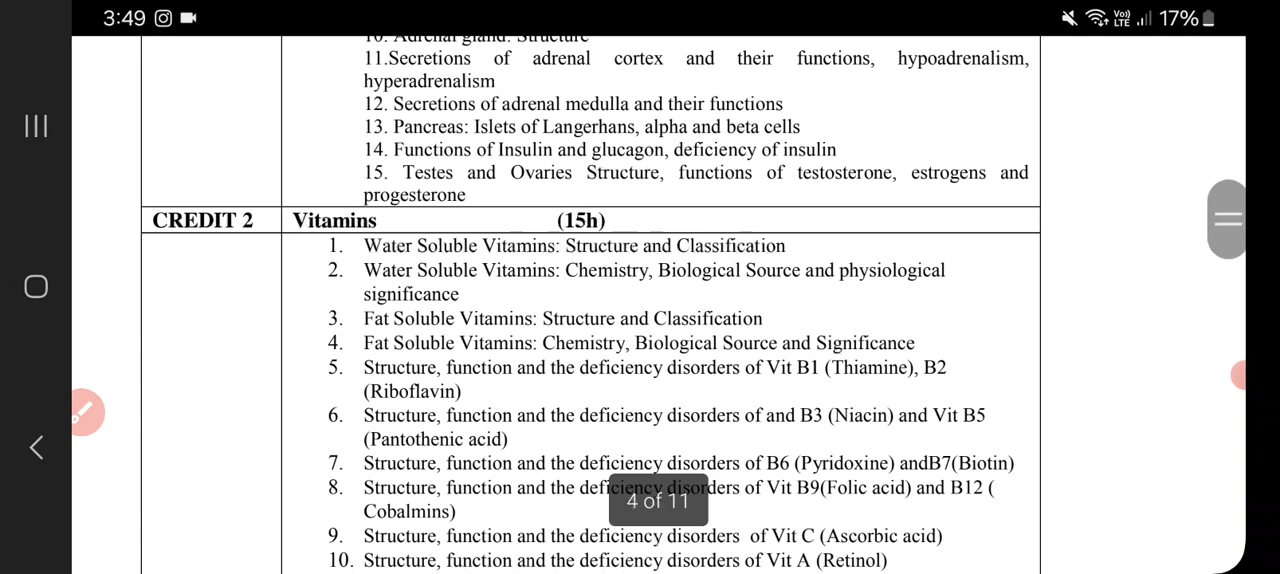 3:49
Vo)) LTE 17%
10. Adrenal gland: Structure
11.Secretions of adrenal cortex and their functions, hypoadrenalism,
hyperadrenalism
12. Secretions of adrenal medulla and their functions
13. Pancreas: Islets of Langerhans, alpha and beta cells
14. Functions of Insulin and glucagon, deficiency of insulin
15. Testes and Ovaries Structure, functions of testosterone, estrogens and
progesterone
CREDIT 2 Vitamins (15h)
1. Water Soluble Vitamins: Structure and Classification
2. Water Soluble Vitamins: Chemistry, Biological Source and physiological
significance
3. Fat Soluble Vitamins: Structure and Classification
4. Fat Soluble Vitamins: Chemistry, Biological Source and Significance
5. Structure, function and the deficiency disorders of Vit B1 (Thiamine), B2
(Riboflavin)
6. Structure, function and the deficiency disorders of and B3 (Niacin) and Vit B5
(Pantothenic acid)
7. Structure, function and the deficiency disorders of B6 (Pyridoxine) andB7(Biotin)
8. Structure, function and the deficiency disorders of Vit B9(Folic acid) and B12 (
4 of 11
Cobalmins)
9. Structure, function and the deficiency disorders of Vit C (Ascorbic acid)
10. Structure, function and the deficiency disorders of Vit A (Retinol)